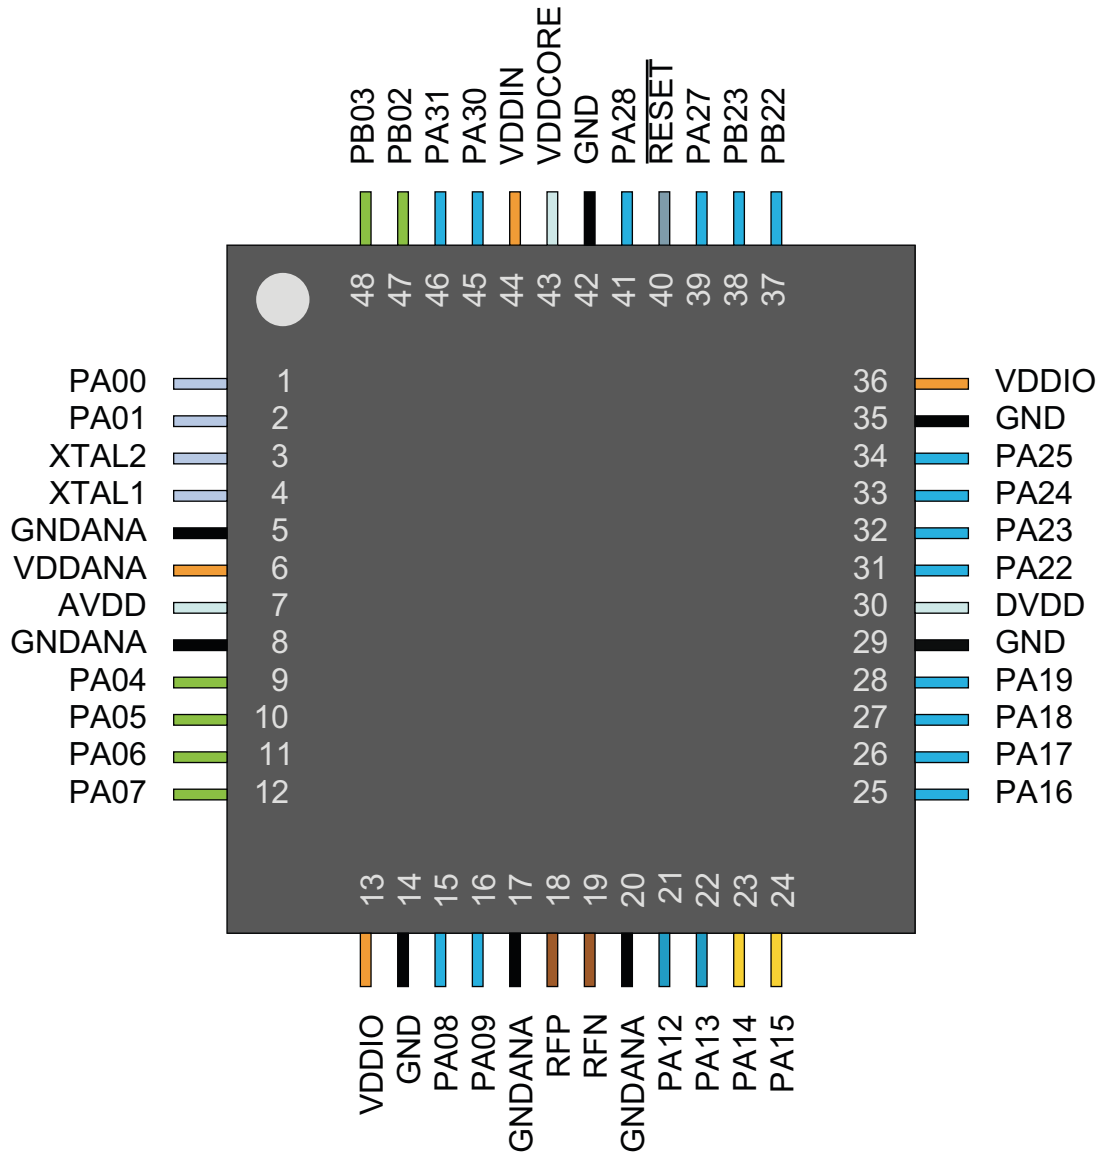 PB03
PB02
PA31
PA30
VDDIN
VDDCORE
GND
PA28
RESET
PA27
PB23
PB22
48
47
46
45
44
43
42
41
40
39
38
37
PA00 1
PA01 2
XTAL2 3
XTAL1 4
GNDANA 5
VDDANA 6
AVDD 7
GNDANA 8
PA04 9
PA05 10
PA06 11
PA07 12
36 VDDIO
35 GND
34 PA25
33 PA24
32 PA23
31 PA22
30 DVDD
29 GND
28 PA19
27 PA18
26 PA17
25 PA16
13
14
15
16
17
18
19
20
21
22
23
24
VDDIO
GND
PA08
PA09
GNDANA
RFP
RFN
GNDANA
PA12
PA13
PA14
PA15